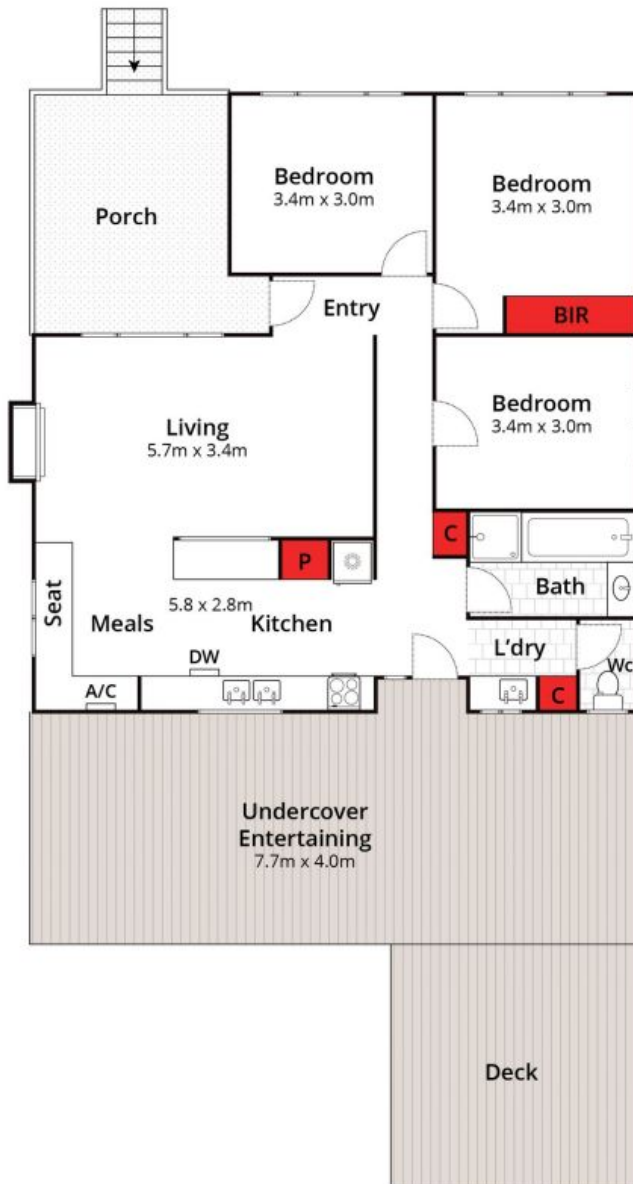 Bedroom
3.4m x 3.0m
Bedroom
3.4m x 3.0m
Porch
Entry
BIR
Living
5.7m x 3.4m
Bedroom
3.4m x 3.0m
C
P
Seat
5.8 x 2.8m
Meals
Kitchen
Bath
DW
L'dry
Wc
A/C
C
Undercover
Entertaining
7.7m x 4.0m
Deck